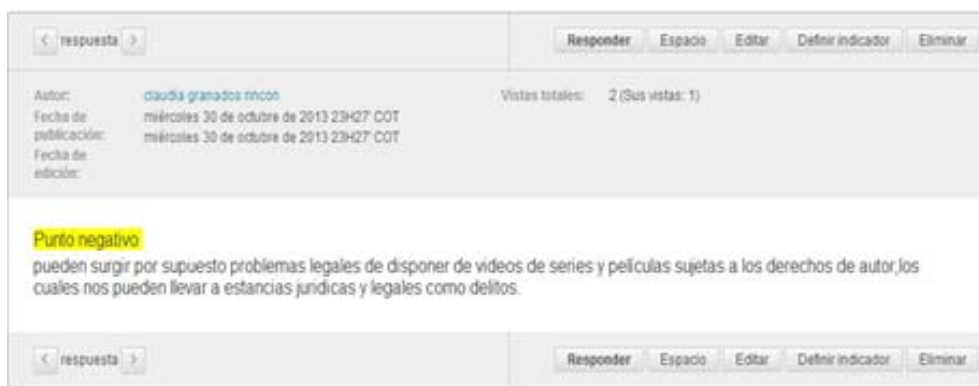 < respuesta > Responder Espacio Editar Definir indicador Eliminar
Autor: claudia granados rincon Vistas totales: 2 (Sus vistas: 1)
Fecha de publicación: miércoles 30 de octubre de 2013 23H27' COT
Fecha de edición: miércoles 30 de octubre de 2013 23H27' COT
Punto negativo:
pueden surgir por supuesto problemas legales de disponer de videos de series y películas sujetas a los derechos de autor,los
cuales nos pueden llevar a estancias juridicas y legales como delitos.
< respuesta > Responder Espacio Editar Definir indicador Eliminar